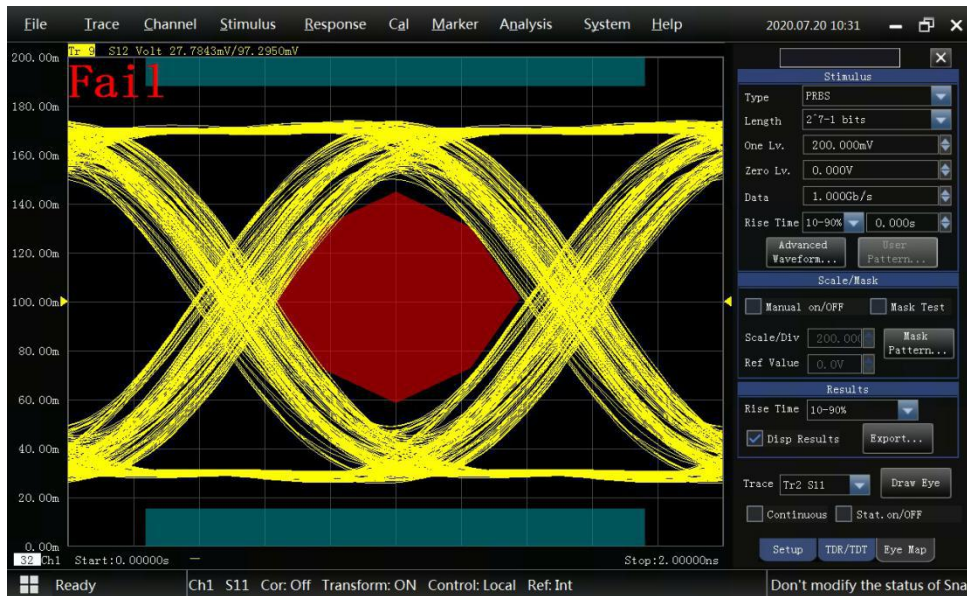 File Trace Channel Stimulus Response Cal Marker Analysis System Help 2020.07.20 10:31
Tr 9 S12 Volt 27.7843mV/97.2950mV
Fail
200.00m
180.00m
160.00m
140.00m
120.00m
100.00m
80.00m
60.00m
40.00m
20.00m
0.00m
32 Ch1 Start:0.00000s — Stop:2.00000ns
Stimulus
Type PRBS
Length 2^7-1 bits
One Lv. 200.000mV
Zero Lv. 0.000V
Data 1.000Gb/s
Rise Time 10-90% 0.000s
Advanced
Waveform...
User
Pattern...
Scale/Mask
Manual on/OFF Mask Test
Scale/Div 200.000
Mask
Pattern...
Ref Value 0.0V
Results
Rise Time 10-90%
Disp Results Export...
Trace Tr2 S11 Draw Eye
Continuous Stat.on/OFF
Setup TDR/TDT Eye Map
Ready Ch1 S11 Cor: Off Transform: ON Control: Local Ref: Int Don't modify the status of Sna